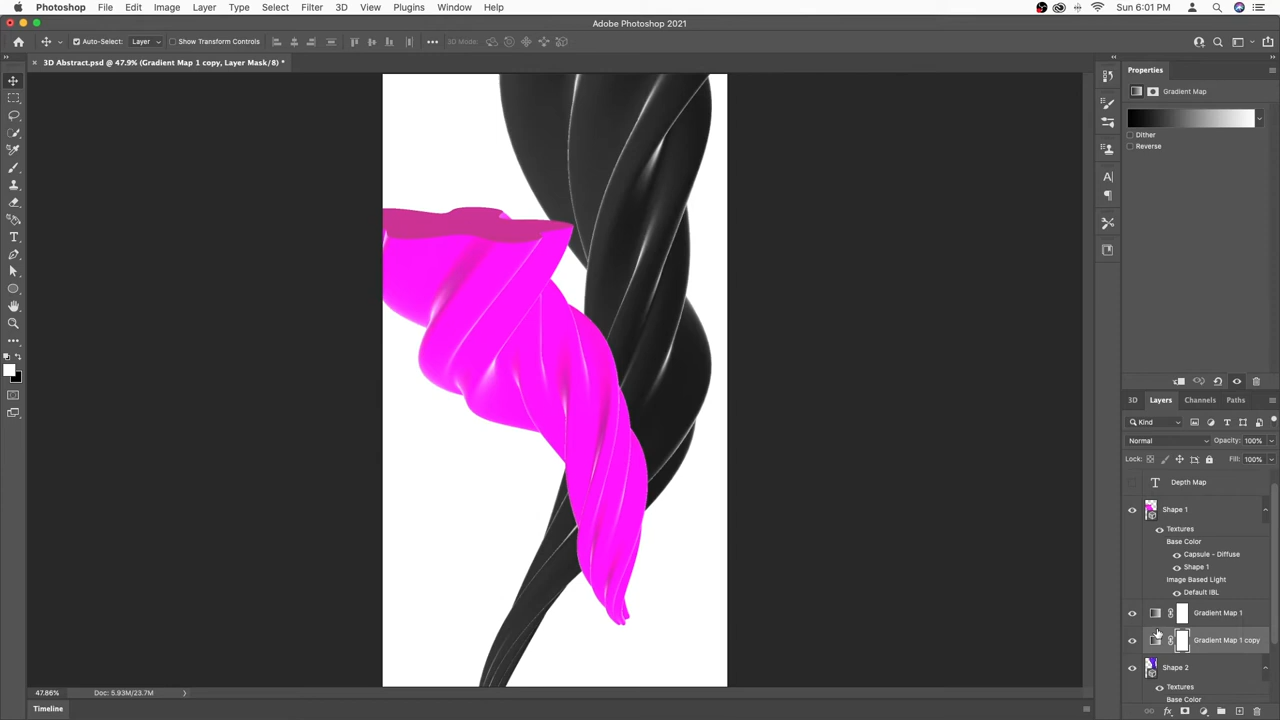 Photoshop File Edit Image Layer Type Select Filter 3D View Plugins Window Help Sun 6:01 PM
Adobe Photoshop 2021
Auto-Select: Layer Show Transform Controls 3D Mode:
3D Abstract.psd @ 47.9% (Gradient Map 1 copy, Layer Mask/8) *
Properties
Gradient Map
Dither
Reverse
3D Layers Channels Paths
Kind
Normal Opacity: 100%
Lock: Fill: 100%
Depth Map
Shape 1
Textures
Base Color
Capsule - Diffuse
Shape 1
Image Based Light
Default IBL
Gradient Map 1
Gradient Map 1 copy
Shape 2
Textures
Base Color
47.86% Doc: 5.93M/23.7M
Timeline